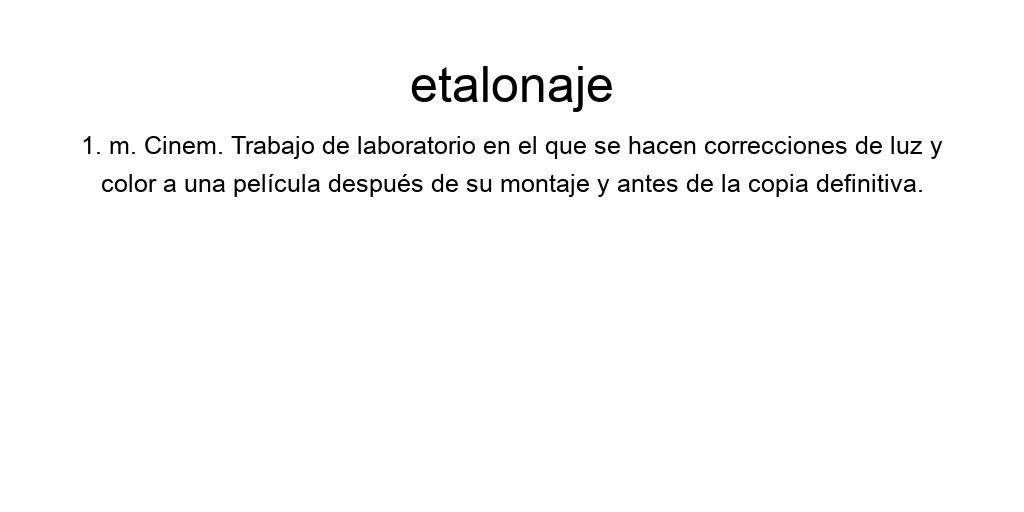 etalonaje
1. m. Cinem. Trabajo de laboratorio en el que se hacen correcciones de luz y
color a una película después de su montaje y antes de la copia definitiva.